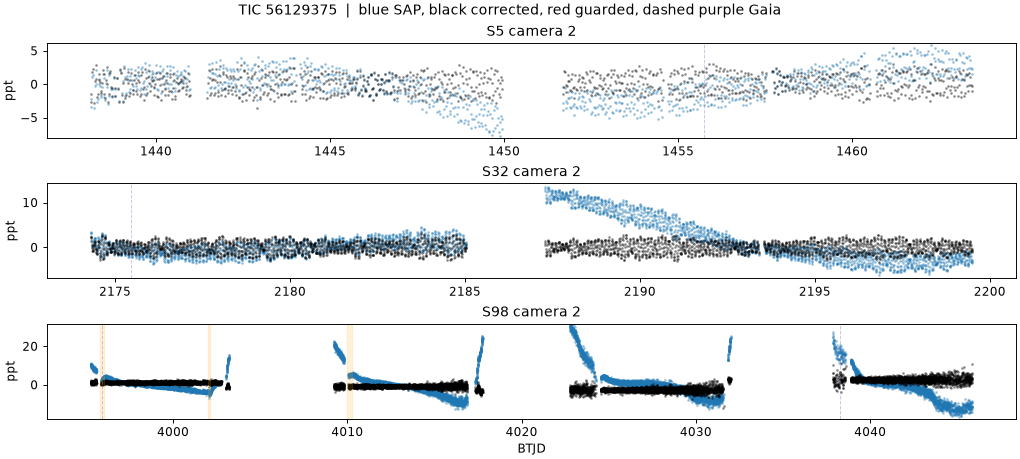 TIC 56129375 | blue SAP, black corrected, red guarded, dashed purple Gaia
S5 camera 2
ppt
5
0
−5
1440 1445 1450 1455 1460
S32 camera 2
ppt
10
0
2175 2180 2185 2190 2195 2200
S98 camera 2
ppt
20
0
4000 4010 4020 4030 4040
BTJD